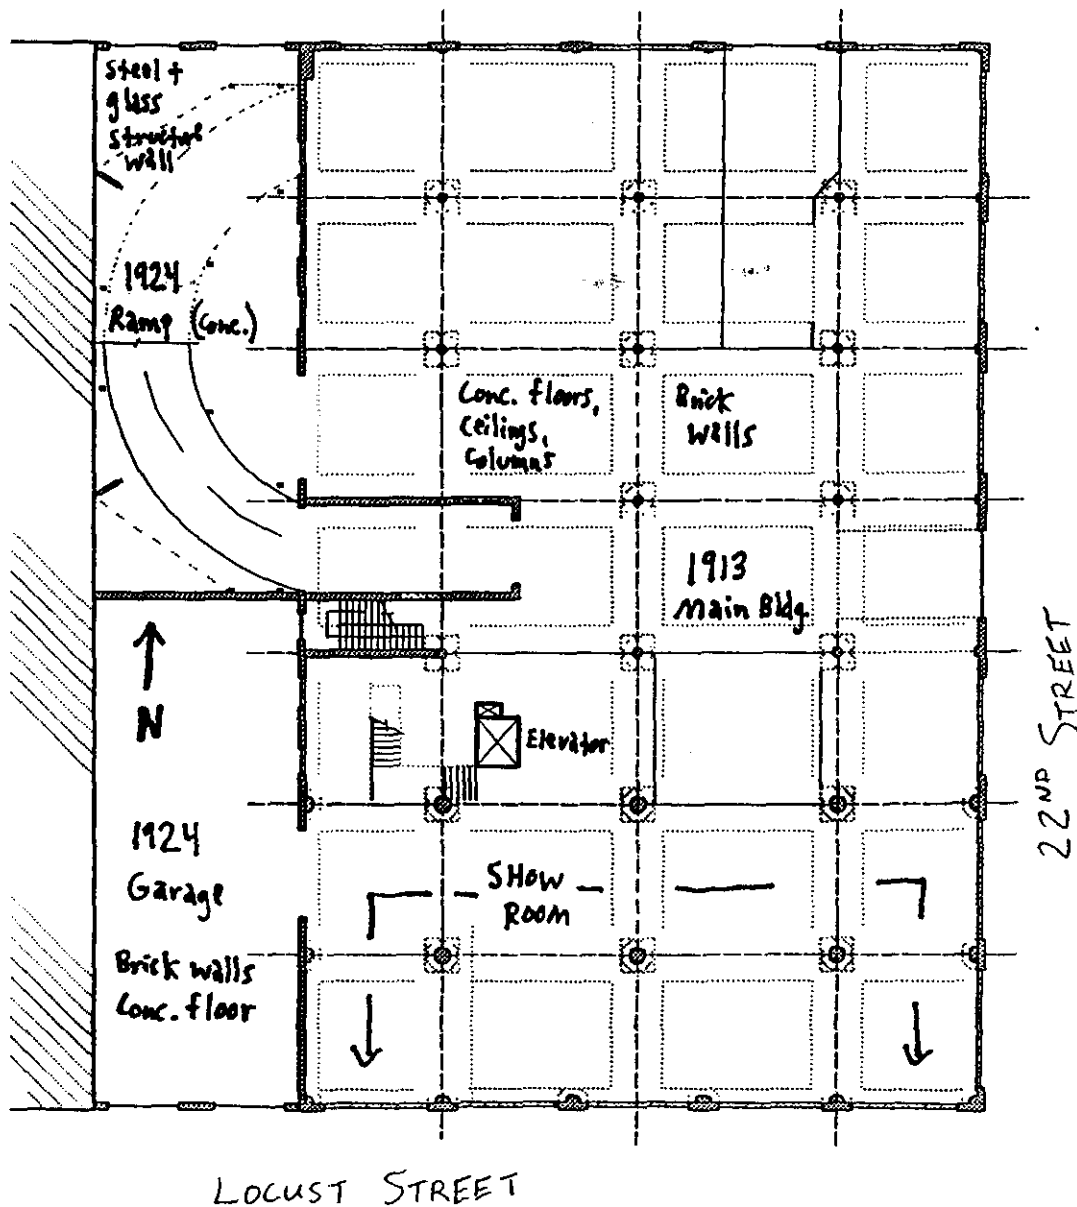 Steel +
glass
structural
wall
1924
Ramp (Conc.)
Conc. floors,
ceilings,
columns
Brick
walls
1913
Main Bldg.
N
Elevator
22ND STREET
1924
Garage
SHOW
ROOM
Brick walls
Conc. floor
LOCUST STREET